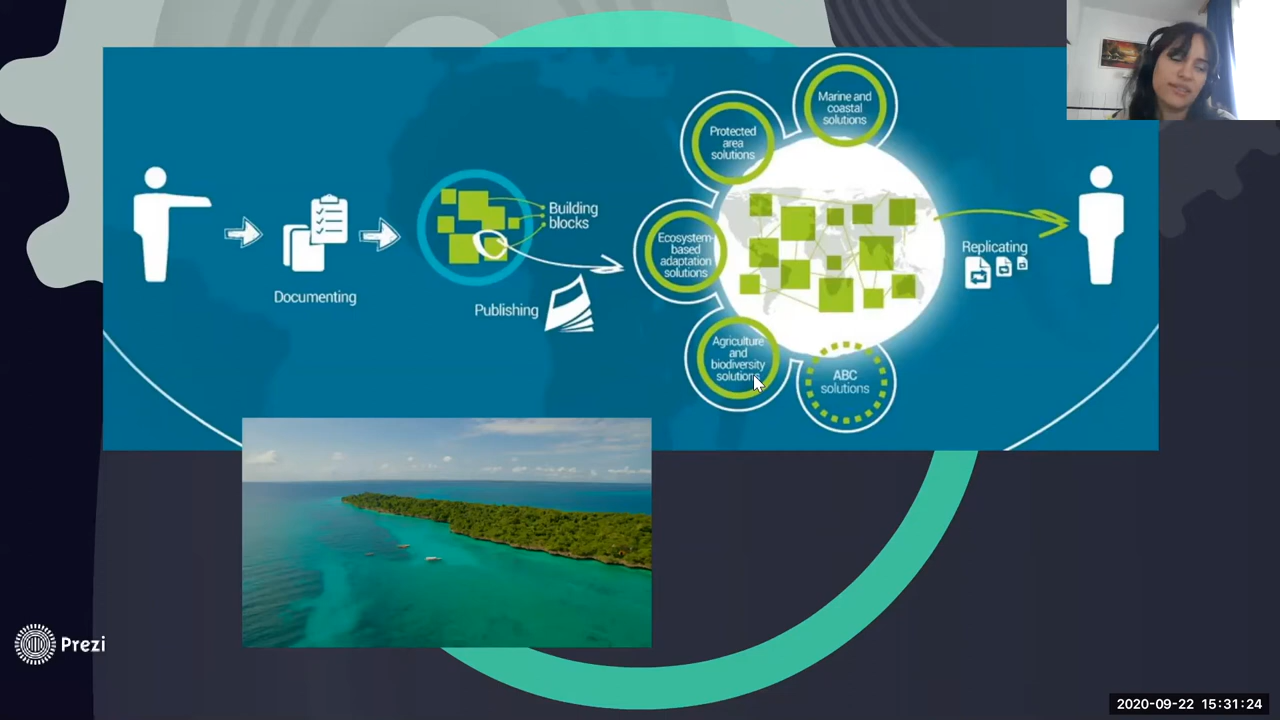 Marine and
coastal
solutions
Protected
area
solutions
Building
blocks
Ecosystem-
based
adaptation
solutions
Replicating
Documenting
Publishing
Agriculture
and
biodiversity
solutions
ABC
solutions
Prezi
2020-09-22 15:31:24